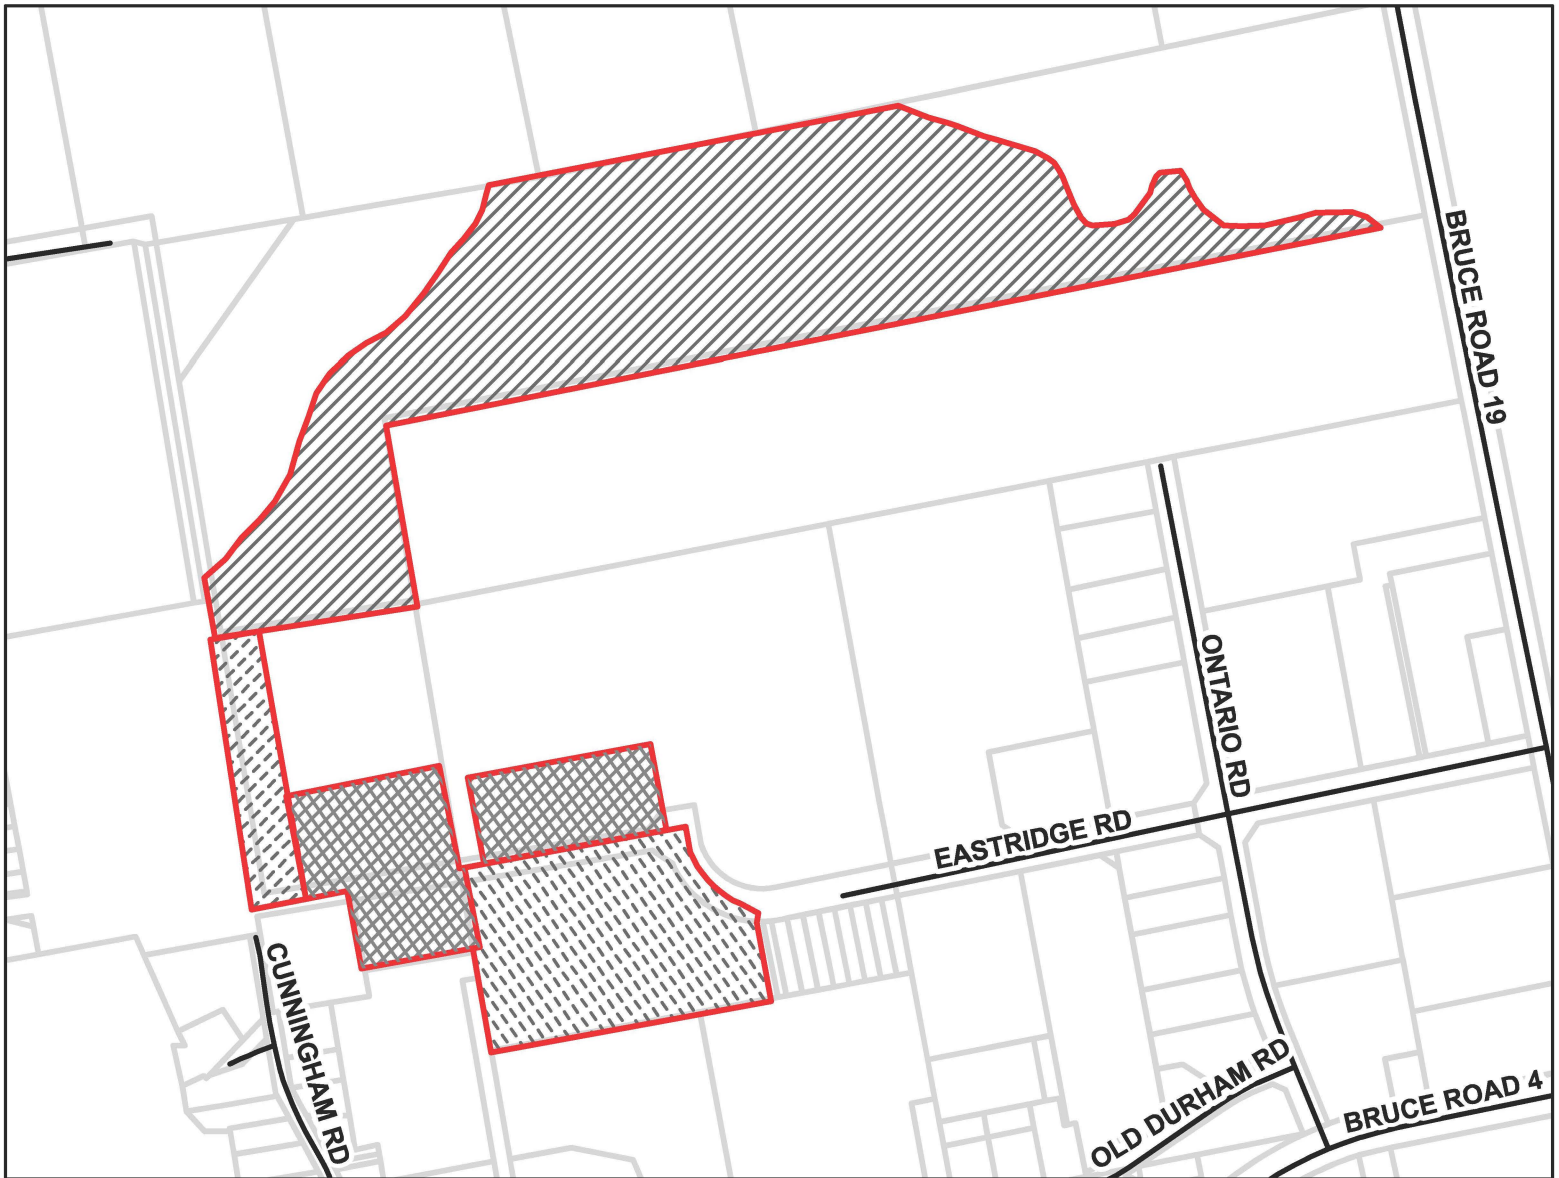 BRUCE ROAD 19
ONTARIO RD
EASTRIDGE RD
CUNNINGHAM RD
OLD DURHAM RD
BRUCE ROAD 4